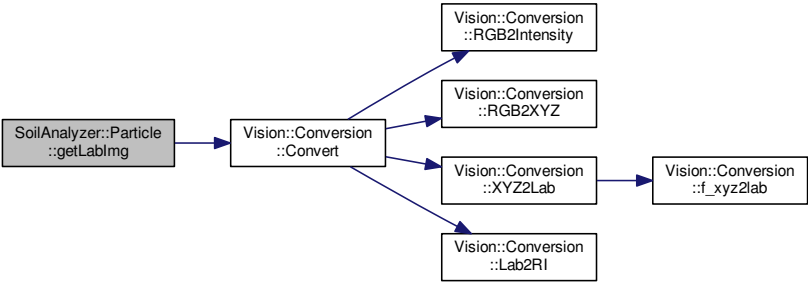 SoilAnalyzer::Particle
::getLabImg
Vision::Conversion
::Convert
Vision::Conversion
::RGB2Intensity
Vision::Conversion
::RGB2XYZ
Vision::Conversion
::XYZ2Lab
Vision::Conversion
::Lab2RI
Vision::Conversion
::f_xyz2lab